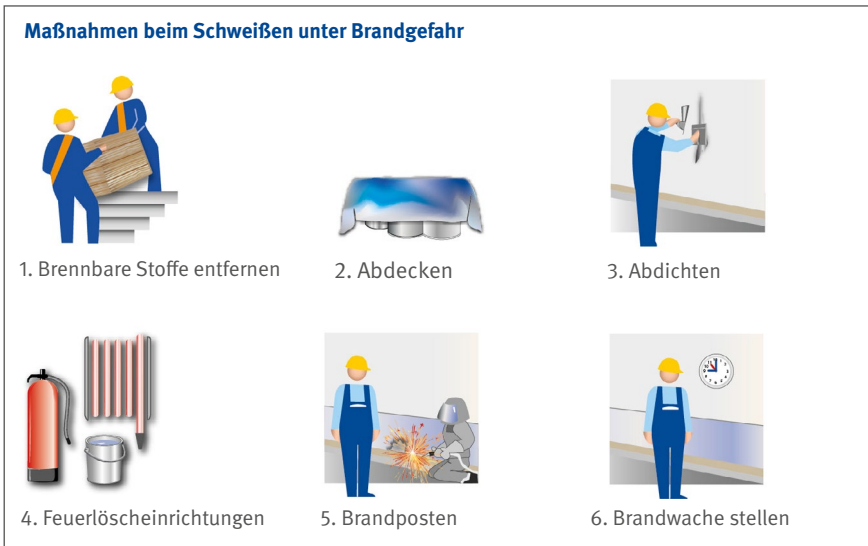 Maßnahmen beim Schweißen unter Brandgefahr
1. Brennbare Stoffe entfernen
2. Abdecken
3. Abdichten
4. Feuerlöscheinrichtungen
5. Brandposten
6. Brandwache stellen